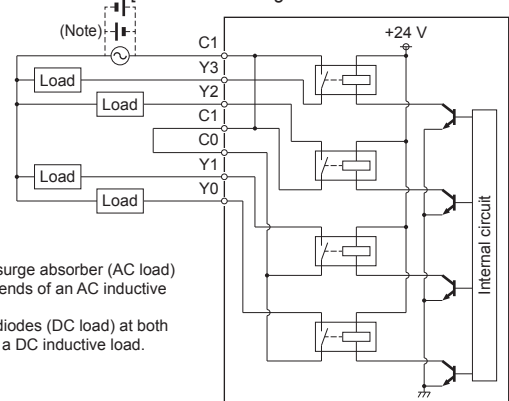 (Note)
+24 V
C1
Y3
Load
Y2
Load
C1
C0
Y1
Load
Y0
Load
Internal circuit
surge absorber (AC load)
ends of an AC inductive
diodes (DC load) at both
a DC inductive load.